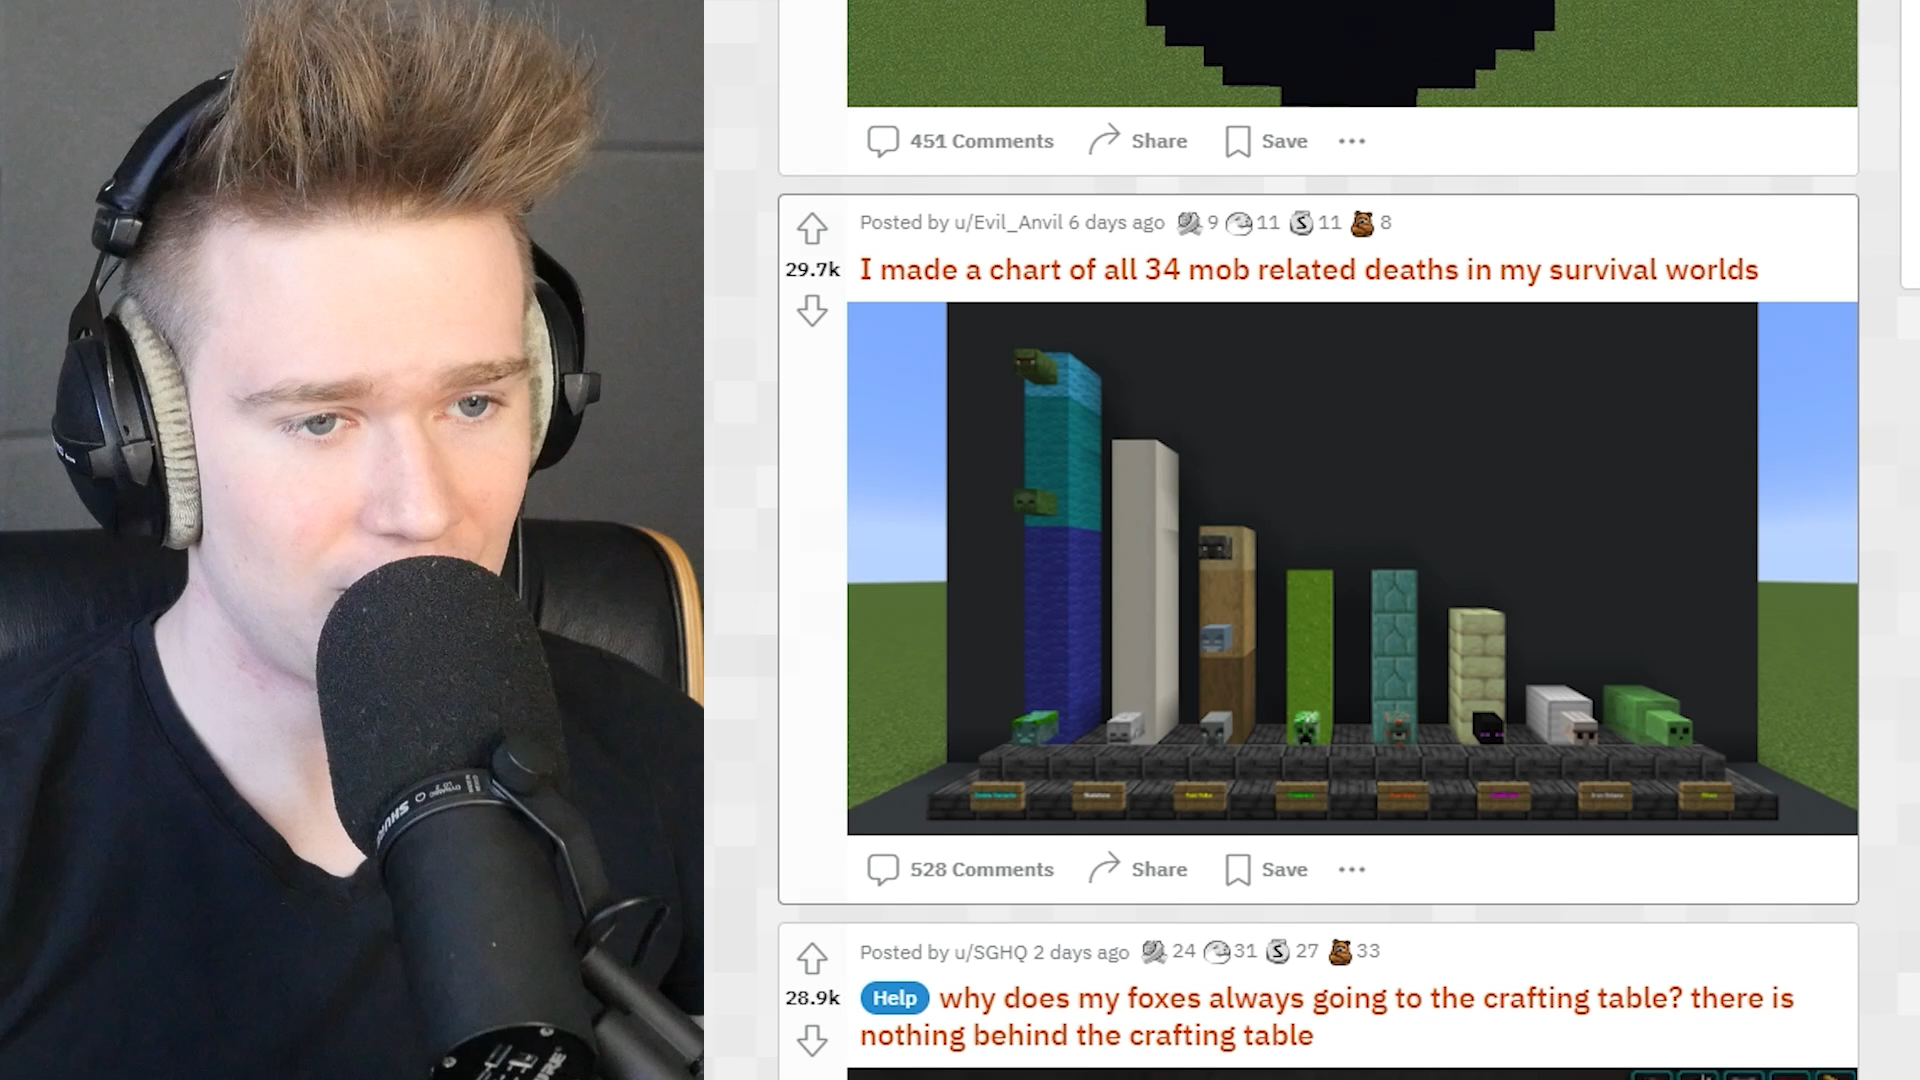 451 Comments Share Save
Posted by u/Evil_Anvil 6 days ago 9 11 S 11 8
29.7k
I made a chart of all 34 mob related deaths in my survival worlds
528 Comments Share Save
Posted by u/SGHQ 2 days ago 24 31 S 27 33
28.9k
Help why does my foxes always going to the crafting table? there is
nothing behind the crafting table
SHURE